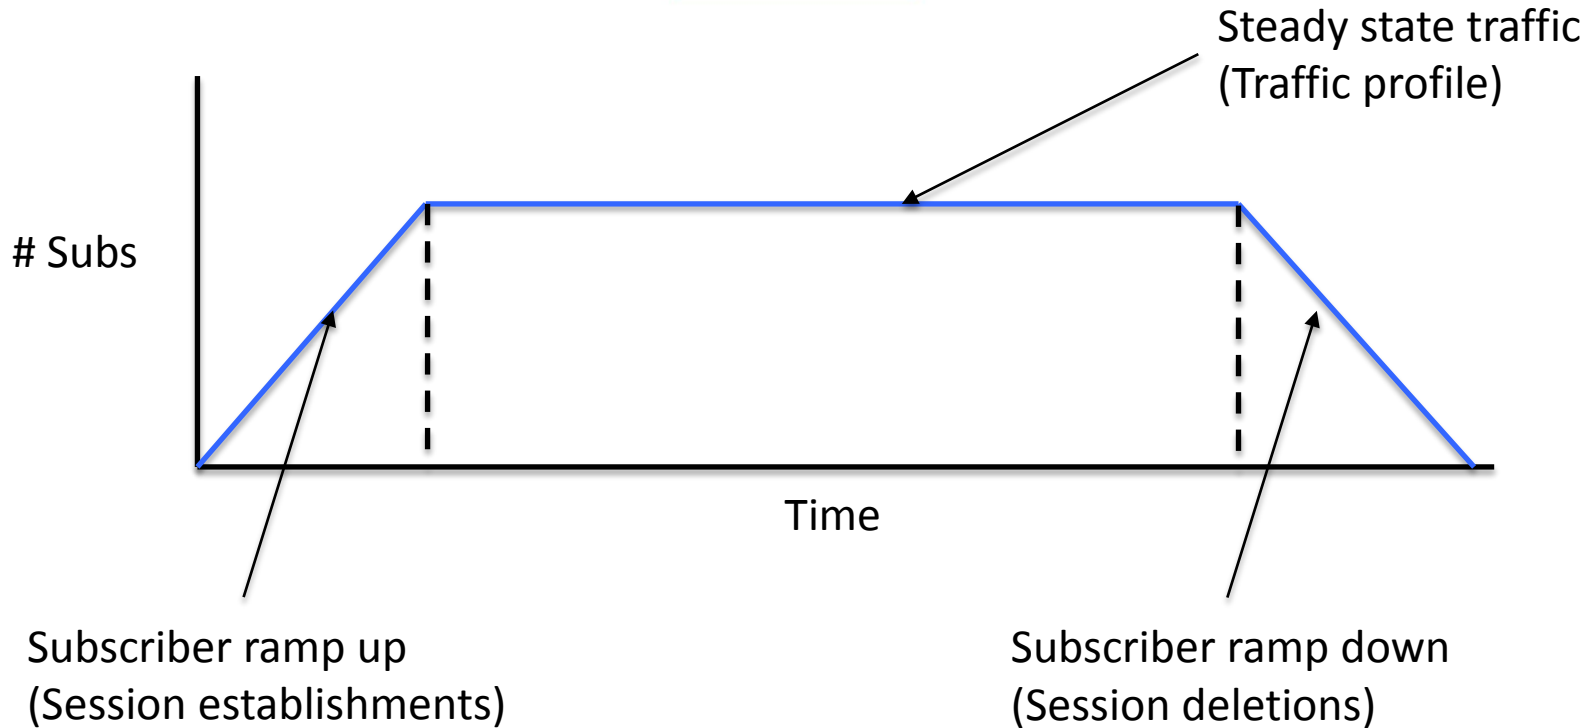 Steady state traffic
(Traffic profile)
# Subs
Time
Subscriber ramp up
(Session establishments)
Subscriber ramp down
(Session deletions)